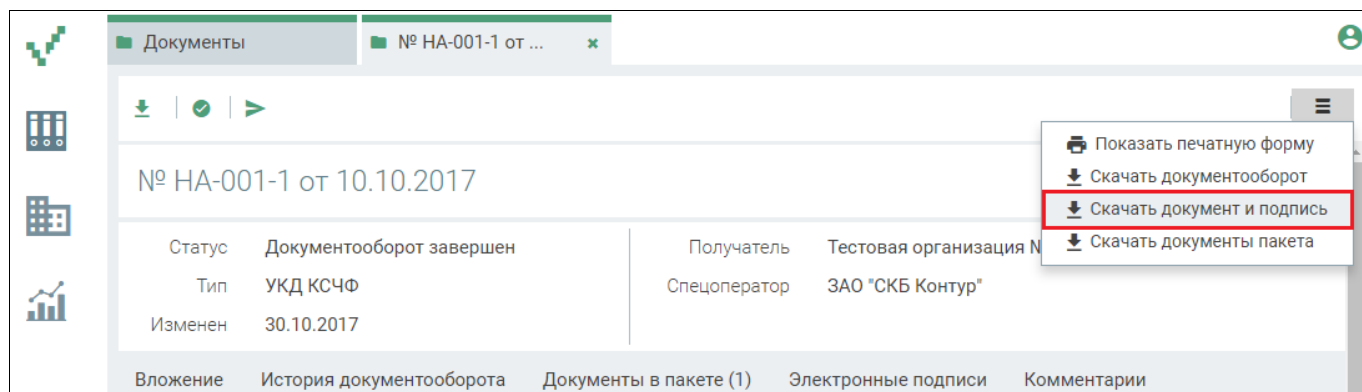 Документы
№ НА-001-1 от ...
Показать печатную форму
Скачать документооборот
Скачать документ и подпись
Скачать документы пакета
№ НА-001-1 от 10.10.2017
Статус Документооборот завершен
Получатель Тестовая организация N
Тип УКД КСЧФ
Спецоператор ЗАО "СКБ Контур"
Изменен 30.10.2017
Вложение История документооборота Документы в пакете (1) Электронные подписи Комментарии